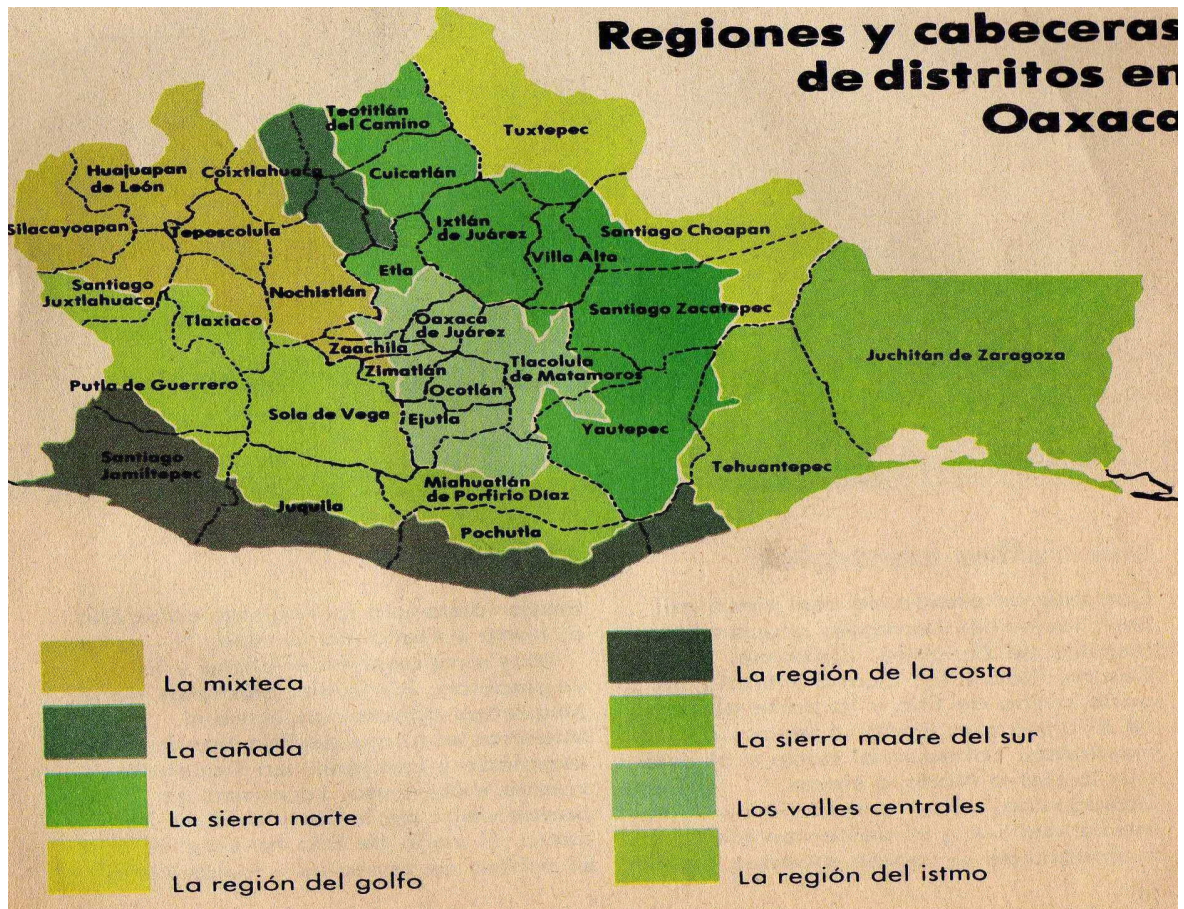 Regiones y cabeceras
de distritos en
Oaxaca
Teotitlán
del Camino
Tuxtepec
Huajuapan
de León
Coixtlahuaca
Cuicatlán
Silacayoapan
Teposcolula
Ixtlán
de Juárez
Villa Alta
Santiago Choapan
Etla
Santiago
Juxtlahuaca
Nochistlán
Tlaxiaco
Oaxaca
de Juárez
Santiago Zacatepec
Zaachila
Zimatlán
Tlacolula
de Matamoros
Juchitán de Zaragoza
Putla de Guerrero
Ocotlán
Sola de Vega
Ejutla
Yautepec
Santiago
Jamiltepec
Tehuantepec
Miahuatlán
de Porfirio Díaz
Juquila
Pochutla
La mixteca
La cañada
La sierra norte
La región del golfo
La región de la costa
La sierra madre del sur
Los valles centrales
La región del istmo